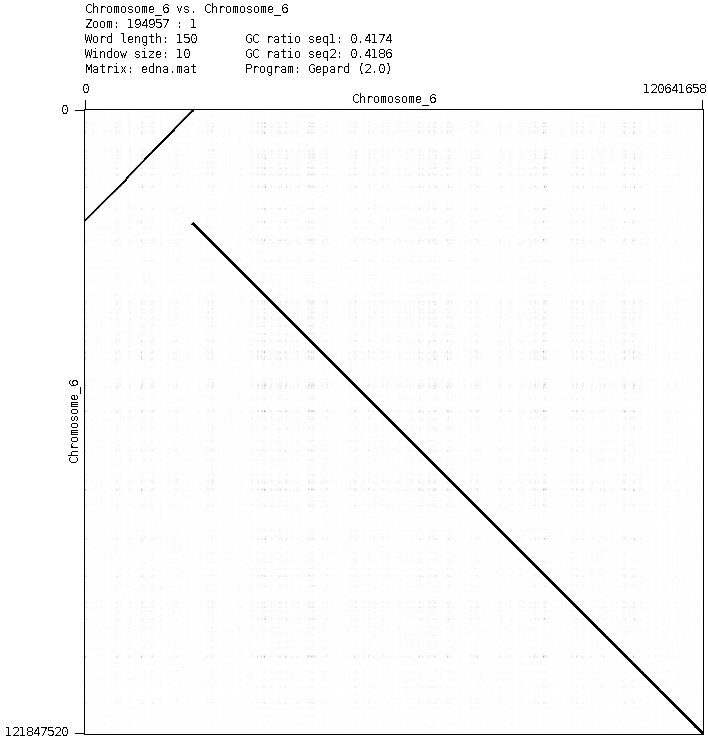 Chromosome_6 vs. Chromosome_6
Zoom: 194957 : 1
Word length: 150 GC ratio seq1: 0.4174
Window size: 10 GC ratio seq2: 0.4186
Matrix: edna.mat Program: Gepard (2.0)
0 120641658
Chromosome_6
0
Chromosome_6
121847520